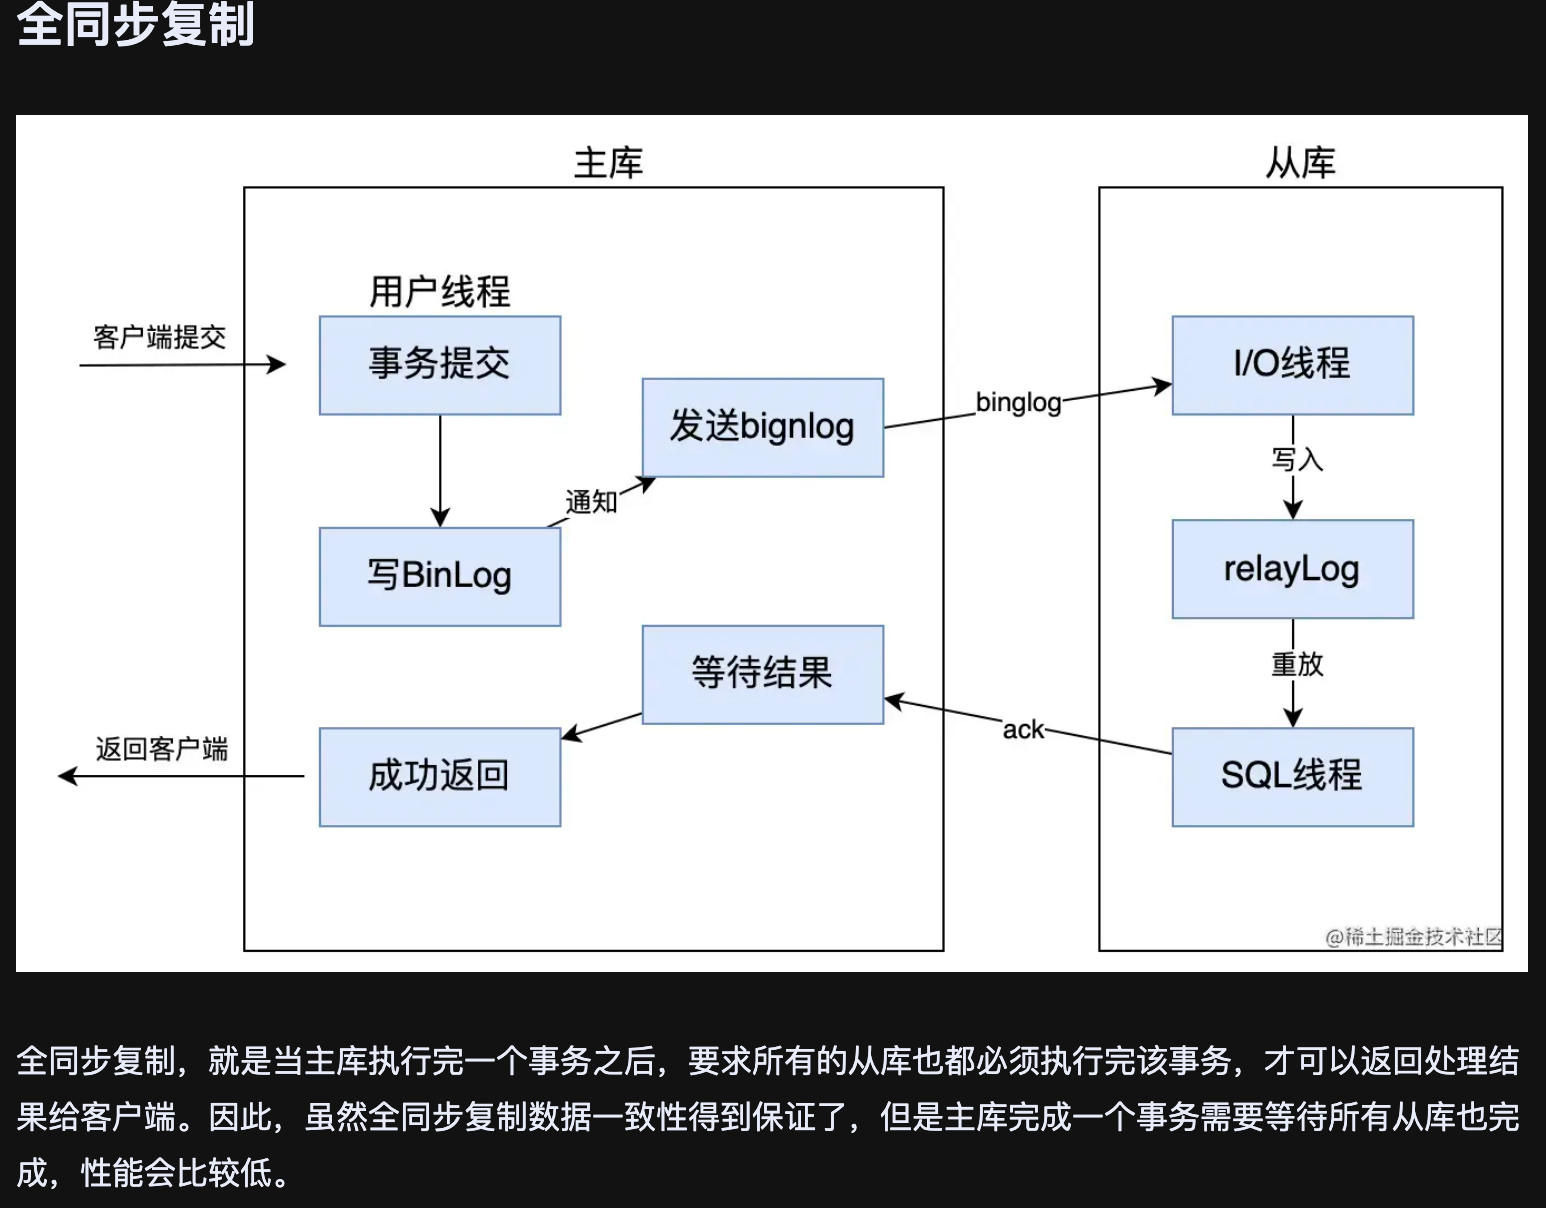 全同步复制
主库
从库
用户线程
客户端提交
事务提交
I/O线程
发送bignlog
binglog
写入
通知
写BinLog
relayLog
重放
等待结果
ack
返回客户端
成功返回
SQL线程
@稀土掘金技术社区
全同步复制，就是当主库执行完一个事务之后，要求所有的从库也都必须执行完该事务，才可以返回处理结
果给客户端。因此，虽然全同步复制数据一致性得到保证了，但是主库完成一个事务需要等待所有从库也完
成，性能会比较低。